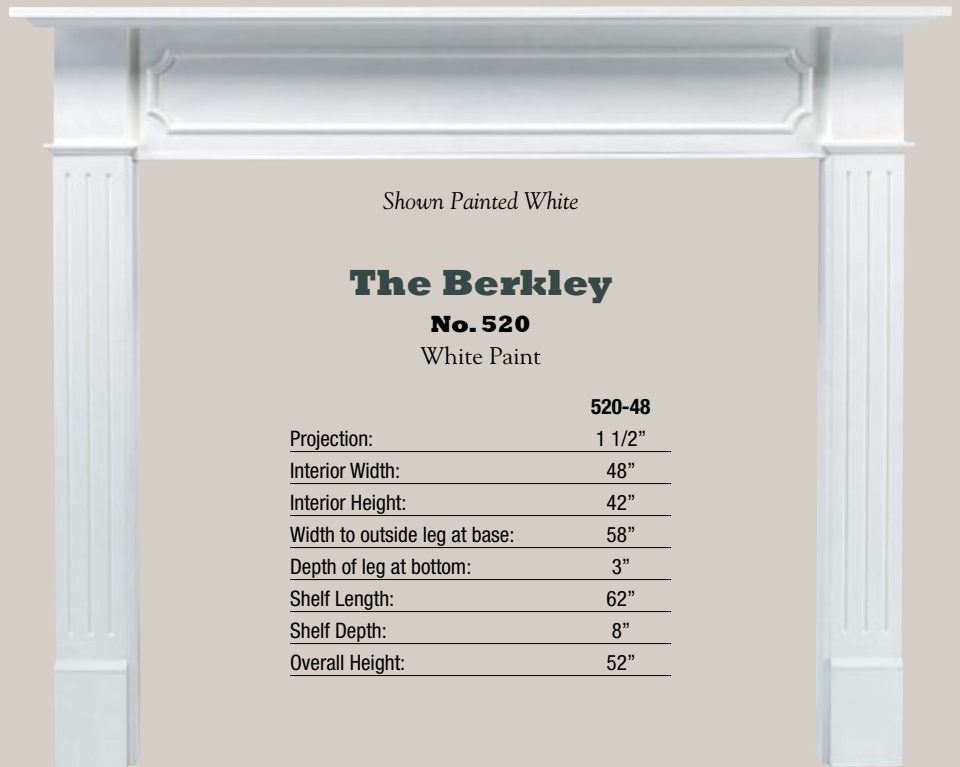 Shown Painted White
The Berkley
No. 520
White Paint
520-48
Projection: 1 1/2”
Interior Width: 48”
Interior Height: 42”
Width to outside leg at base: 58”
Depth of leg at bottom: 3”
Shelf Length: 62”
Shelf Depth: 8”
Overall Height: 52”